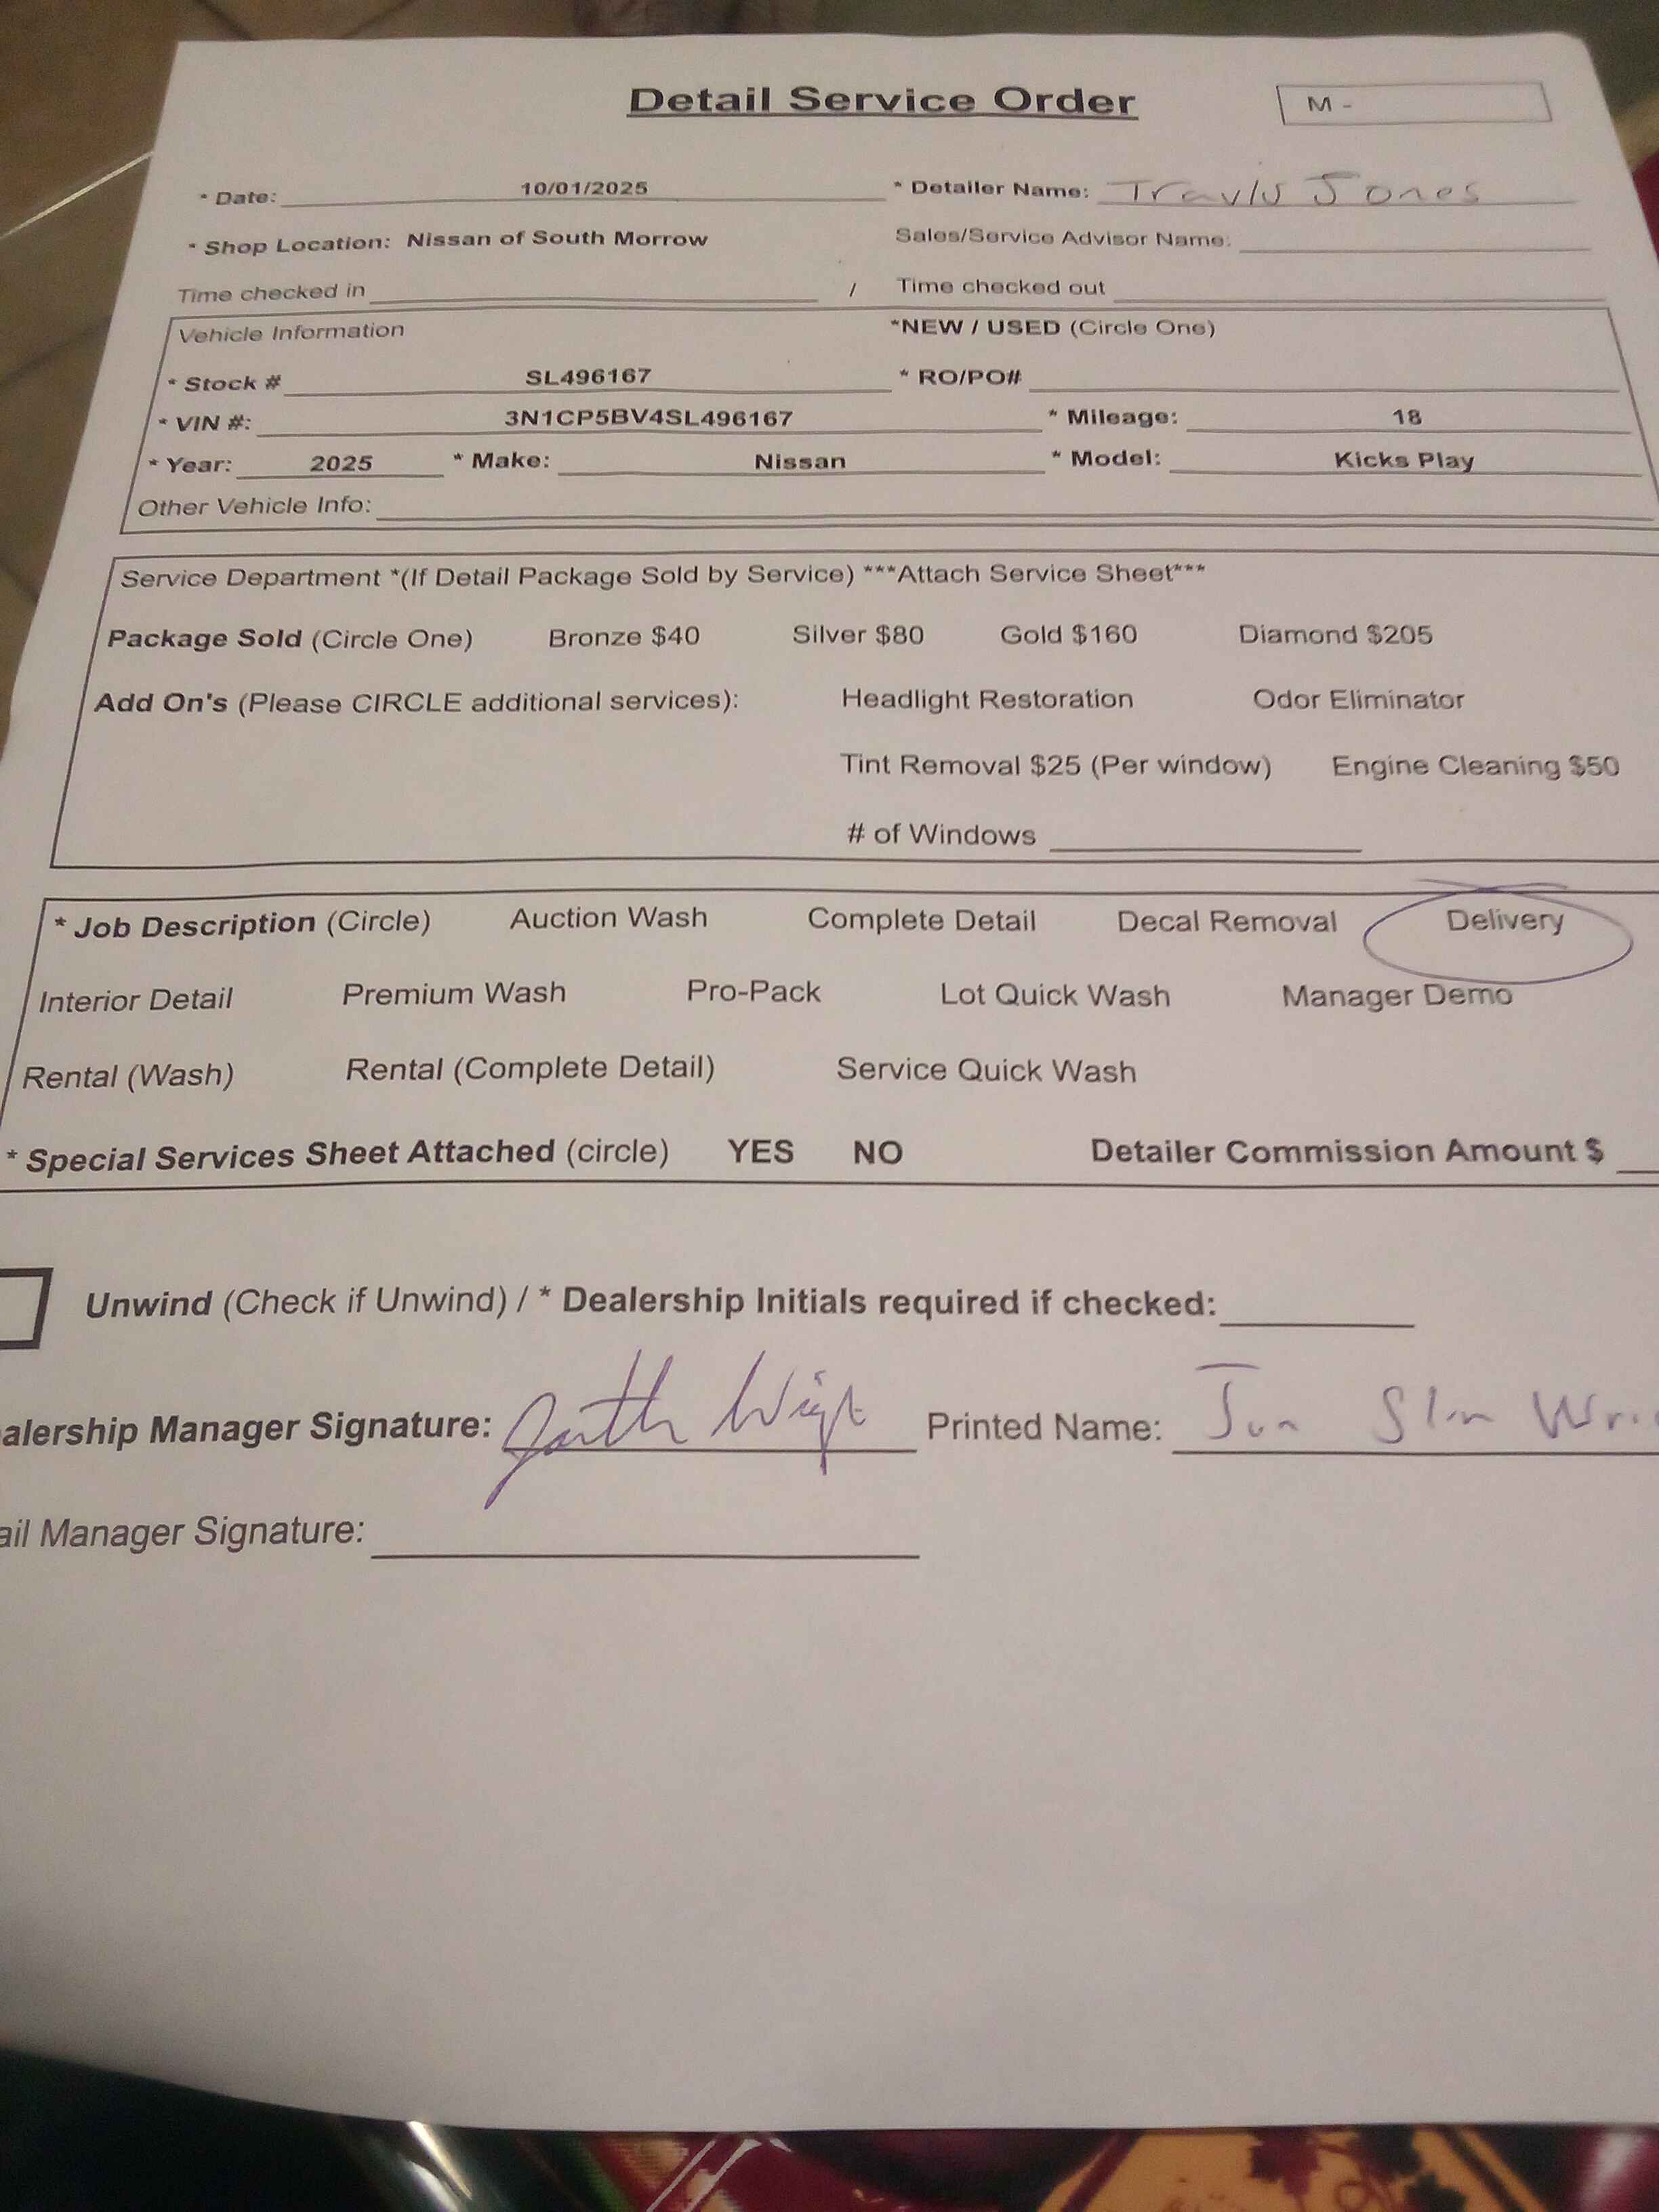 Detail Service Order
M -
* Date: 10/01/2025 * Detailer Name: Travis Jones
* Shop Location: Nissan of South Morrow Sales/Service Advisor Name:
Time checked in / Time checked out
Vehicle Information *NEW / USED (Circle One)
* Stock # SL496167 * RO/PO#
* VIN #: 3N1CP5BV4SL496167 * Mileage: 18
* Year: 2025 * Make: Nissan * Model: Kicks Play
Other Vehicle Info:
Service Department *(If Detail Package Sold by Service) ***Attach Service Sheet***
Package Sold (Circle One) Bronze $40 Silver $80 Gold $160 Diamond $205
Add On's (Please CIRCLE additional services): Headlight Restoration Odor Eliminator
Tint Removal $25 (Per window) Engine Cleaning $50
# of Windows
* Job Description (Circle) Auction Wash Complete Detail Decal Removal Delivery
Interior Detail Premium Wash Pro-Pack Lot Quick Wash Manager Demo
Rental (Wash) Rental (Complete Detail) Service Quick Wash
* Special Services Sheet Attached (circle) YES NO Detailer Commission Amount $
Unwind (Check if Unwind) / * Dealership Initials required if checked:
alership Manager Signature: Printed Name:
ail Manager Signature: